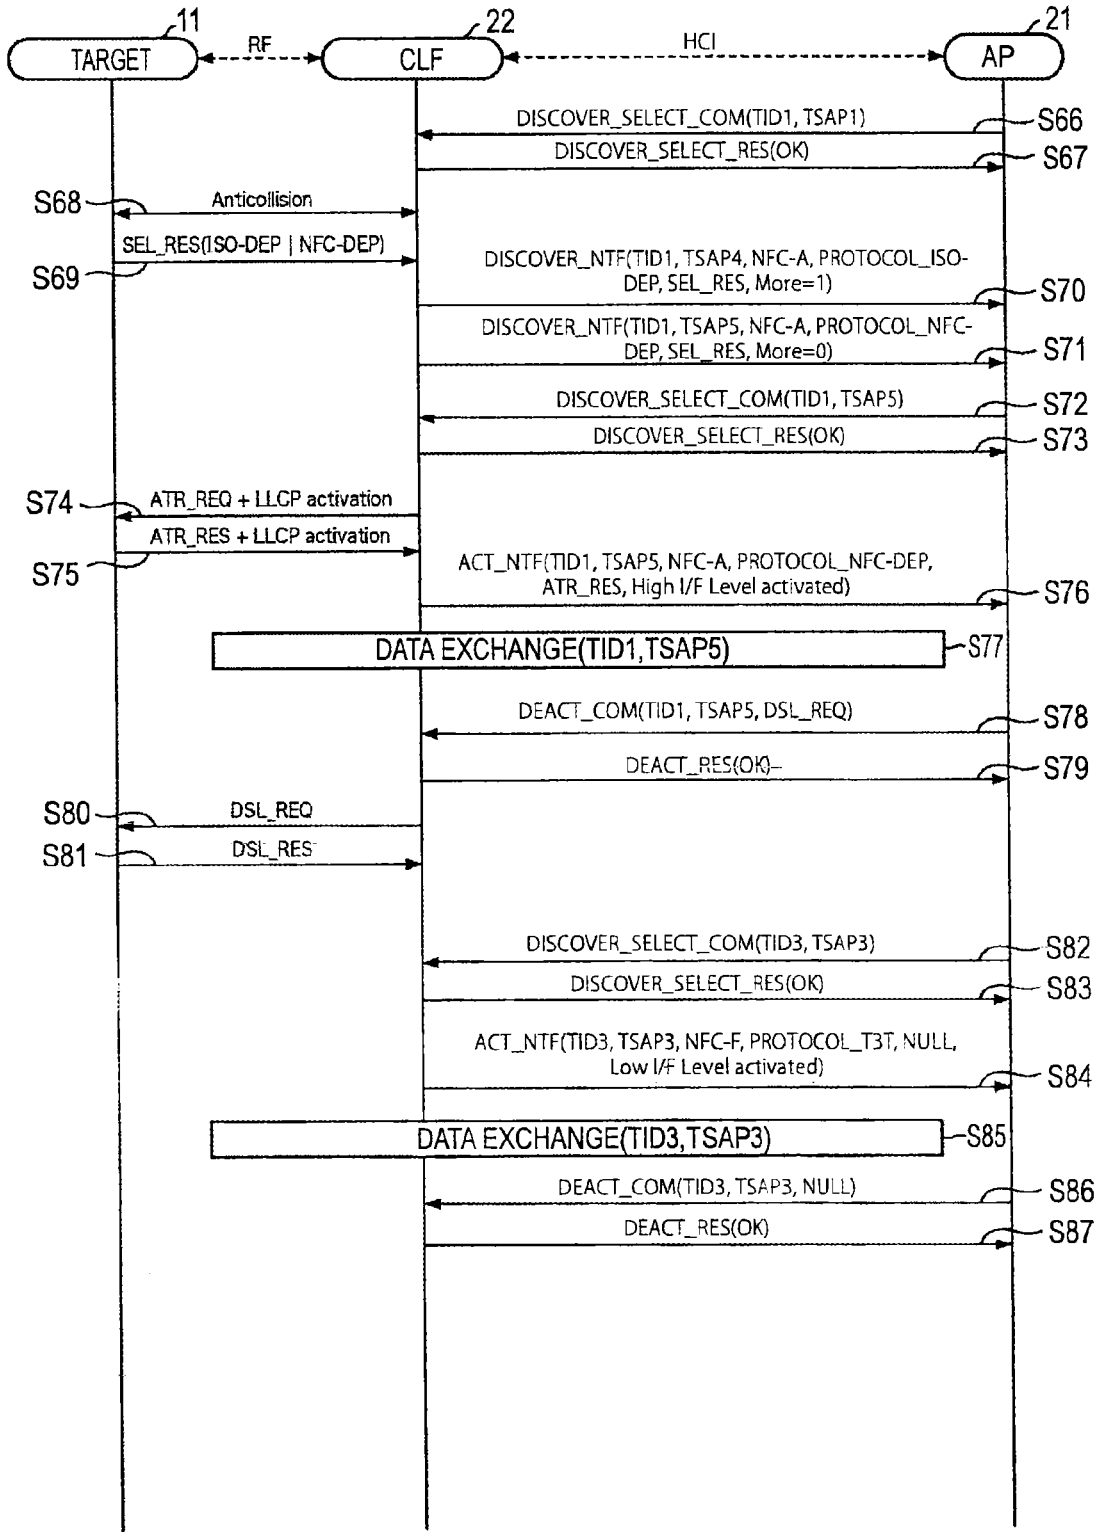 11
22
21
TARGET
RF
CLF
HCI
AP
DISCOVER_SELECT_COM(TID1, TSAP1)
S66
DISCOVER_SELECT_RES(OK)
S67
S68
Anticollision
SEL_RES(ISO-DEP | NFC-DEP)
S69
DISCOVER_NTF(TID1, TSAP4, NFC-A, PROTOCOL_ISO-
DEP, SEL_RES, More=1)
S70
DISCOVER_NTF(TID1, TSAP5, NFC-A, PROTOCOL_NFC-
DEP, SEL_RES, More=0)
S71
DISCOVER_SELECT_COM(TID1, TSAP5)
S72
DISCOVER_SELECT_RES(OK)
S73
S74
ATR_REQ + LLCP activation
ATR_RES + LLCP activation
S75
ACT_NTF(TID1, TSAP5, NFC-A, PROTOCOL_NFC-DEP,
ATR_RES, High I/F Level activated)
S76
DATA EXCHANGE(TID1,TSAP5)
S77
DEACT_COM(TID1, TSAP5, DSL_REQ)
S78
DEACT_RES(OK)
S79
S80
DSL_REQ
S81
DSL_RES
DISCOVER_SELECT_COM(TID3, TSAP3)
S82
DISCOVER_SELECT_RES(OK)
S83
ACT_NTF(TID3, TSAP3, NFC-F, PROTOCOL_T3T, NULL,
Low I/F Level activated)
S84
DATA EXCHANGE(TID3,TSAP3)
S85
DEACT_COM(TID3, TSAP3, NULL)
S86
DEACT_RES(OK)
S87